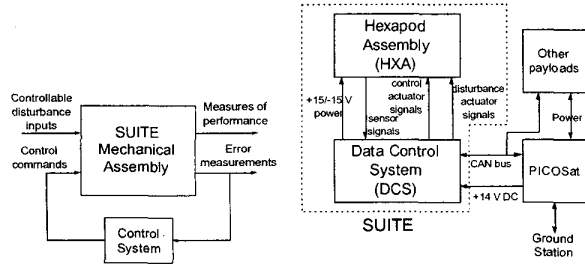 Controllable
disturbance
inputs
Control
commands
SUITE
Mechanical
Assembly
Measures of
performance
Error
measurements
Control
System
Hexapod
Assembly
(HXA)
+15/-15 V
power
sensor
signals
control
actuator
signals
disturbance
actuator
signals
Data Control
System
(DCS)
SUITE
Other
payloads
Power
CAN bus
+14 V DC
PICOSat
Ground
Station